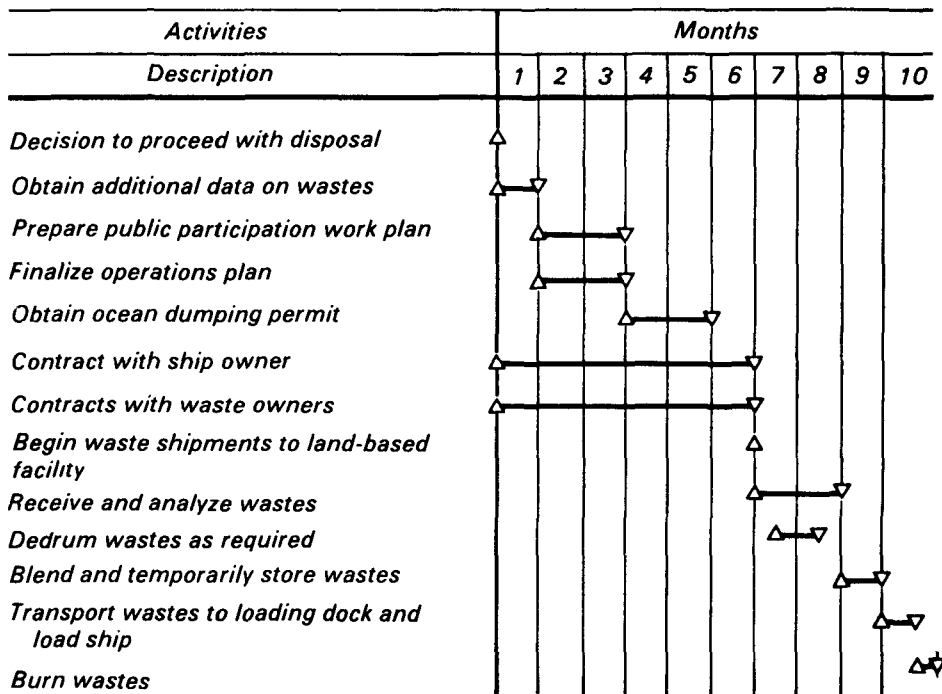 Activities Months
Description 1 2 3 4 5 6 7 8 9 10
Decision to proceed with disposal
Obtain additional data on wastes
Prepare public participation work plan
Finalize operations plan
Obtain ocean dumping permit
Contract with ship owner
Contracts with waste owners
Begin waste shipments to land-based
facility
Receive and analyze wastes
Dedrum wastes as required
Blend and temporarily store wastes
Transport wastes to loading dock and
load ship
Burn wastes